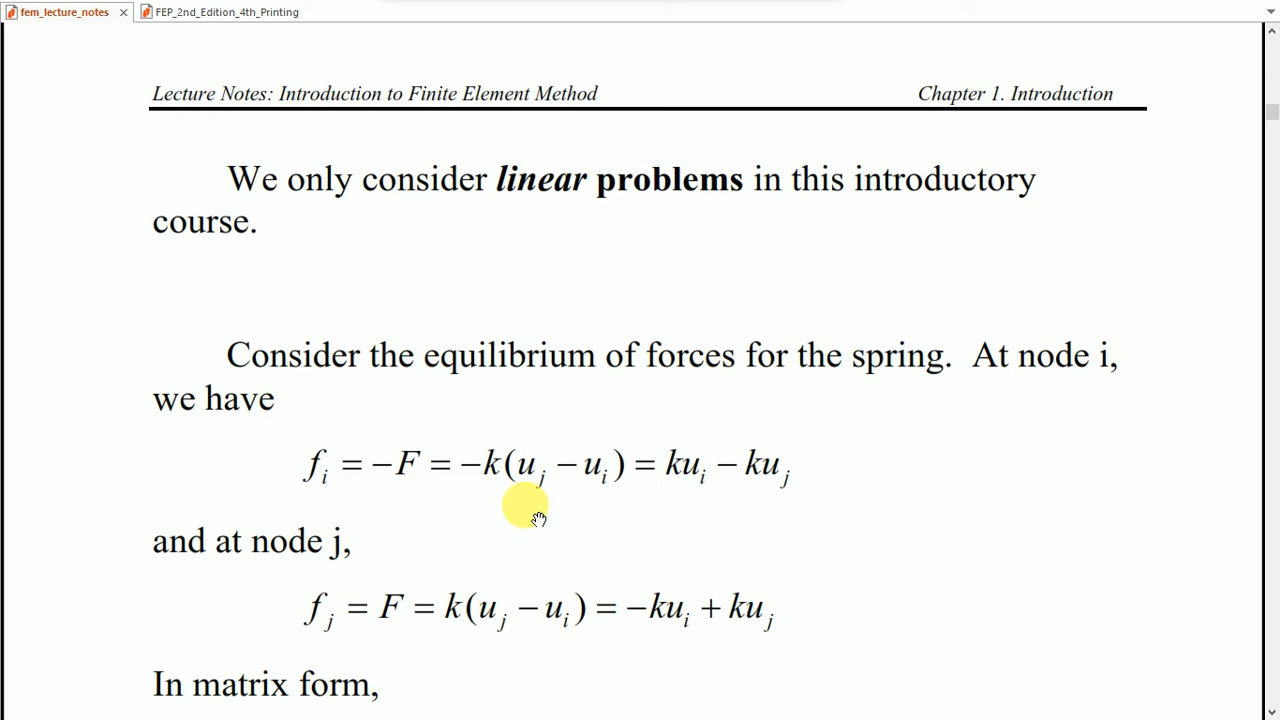 fem_lecture_notes
FEP_2nd_Edition_4th_Printing
Lecture Notes: Introduction to Finite Element Method
Chapter 1. Introduction
We only consider linear problems in this introductory
course.
Consider the equilibrium of forces for the spring. At node i,
we have
f_i = −F = −k(u_j − u_i) = ku_i − ku_j
and at node j,
f_j = F = k(u_j − u_i) = −ku_i + ku_j
In matrix form,